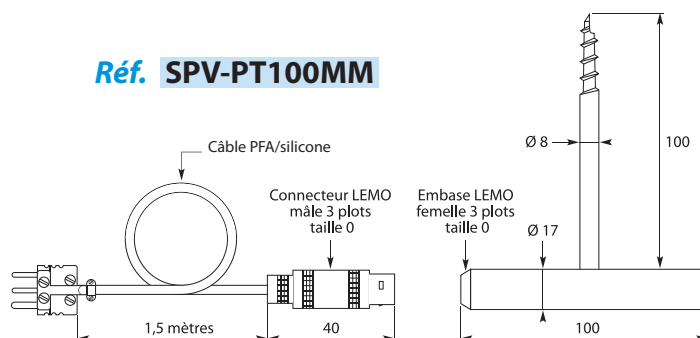 Réf. SPV-PT100MM
Câble PFA/silicone
Connecteur LEMO
mâle 3 plots
taille 0
Embase LEMO
femelle 3 plots
taille 0
Ø 8
100
Ø 17
1,5 mètres
40
100